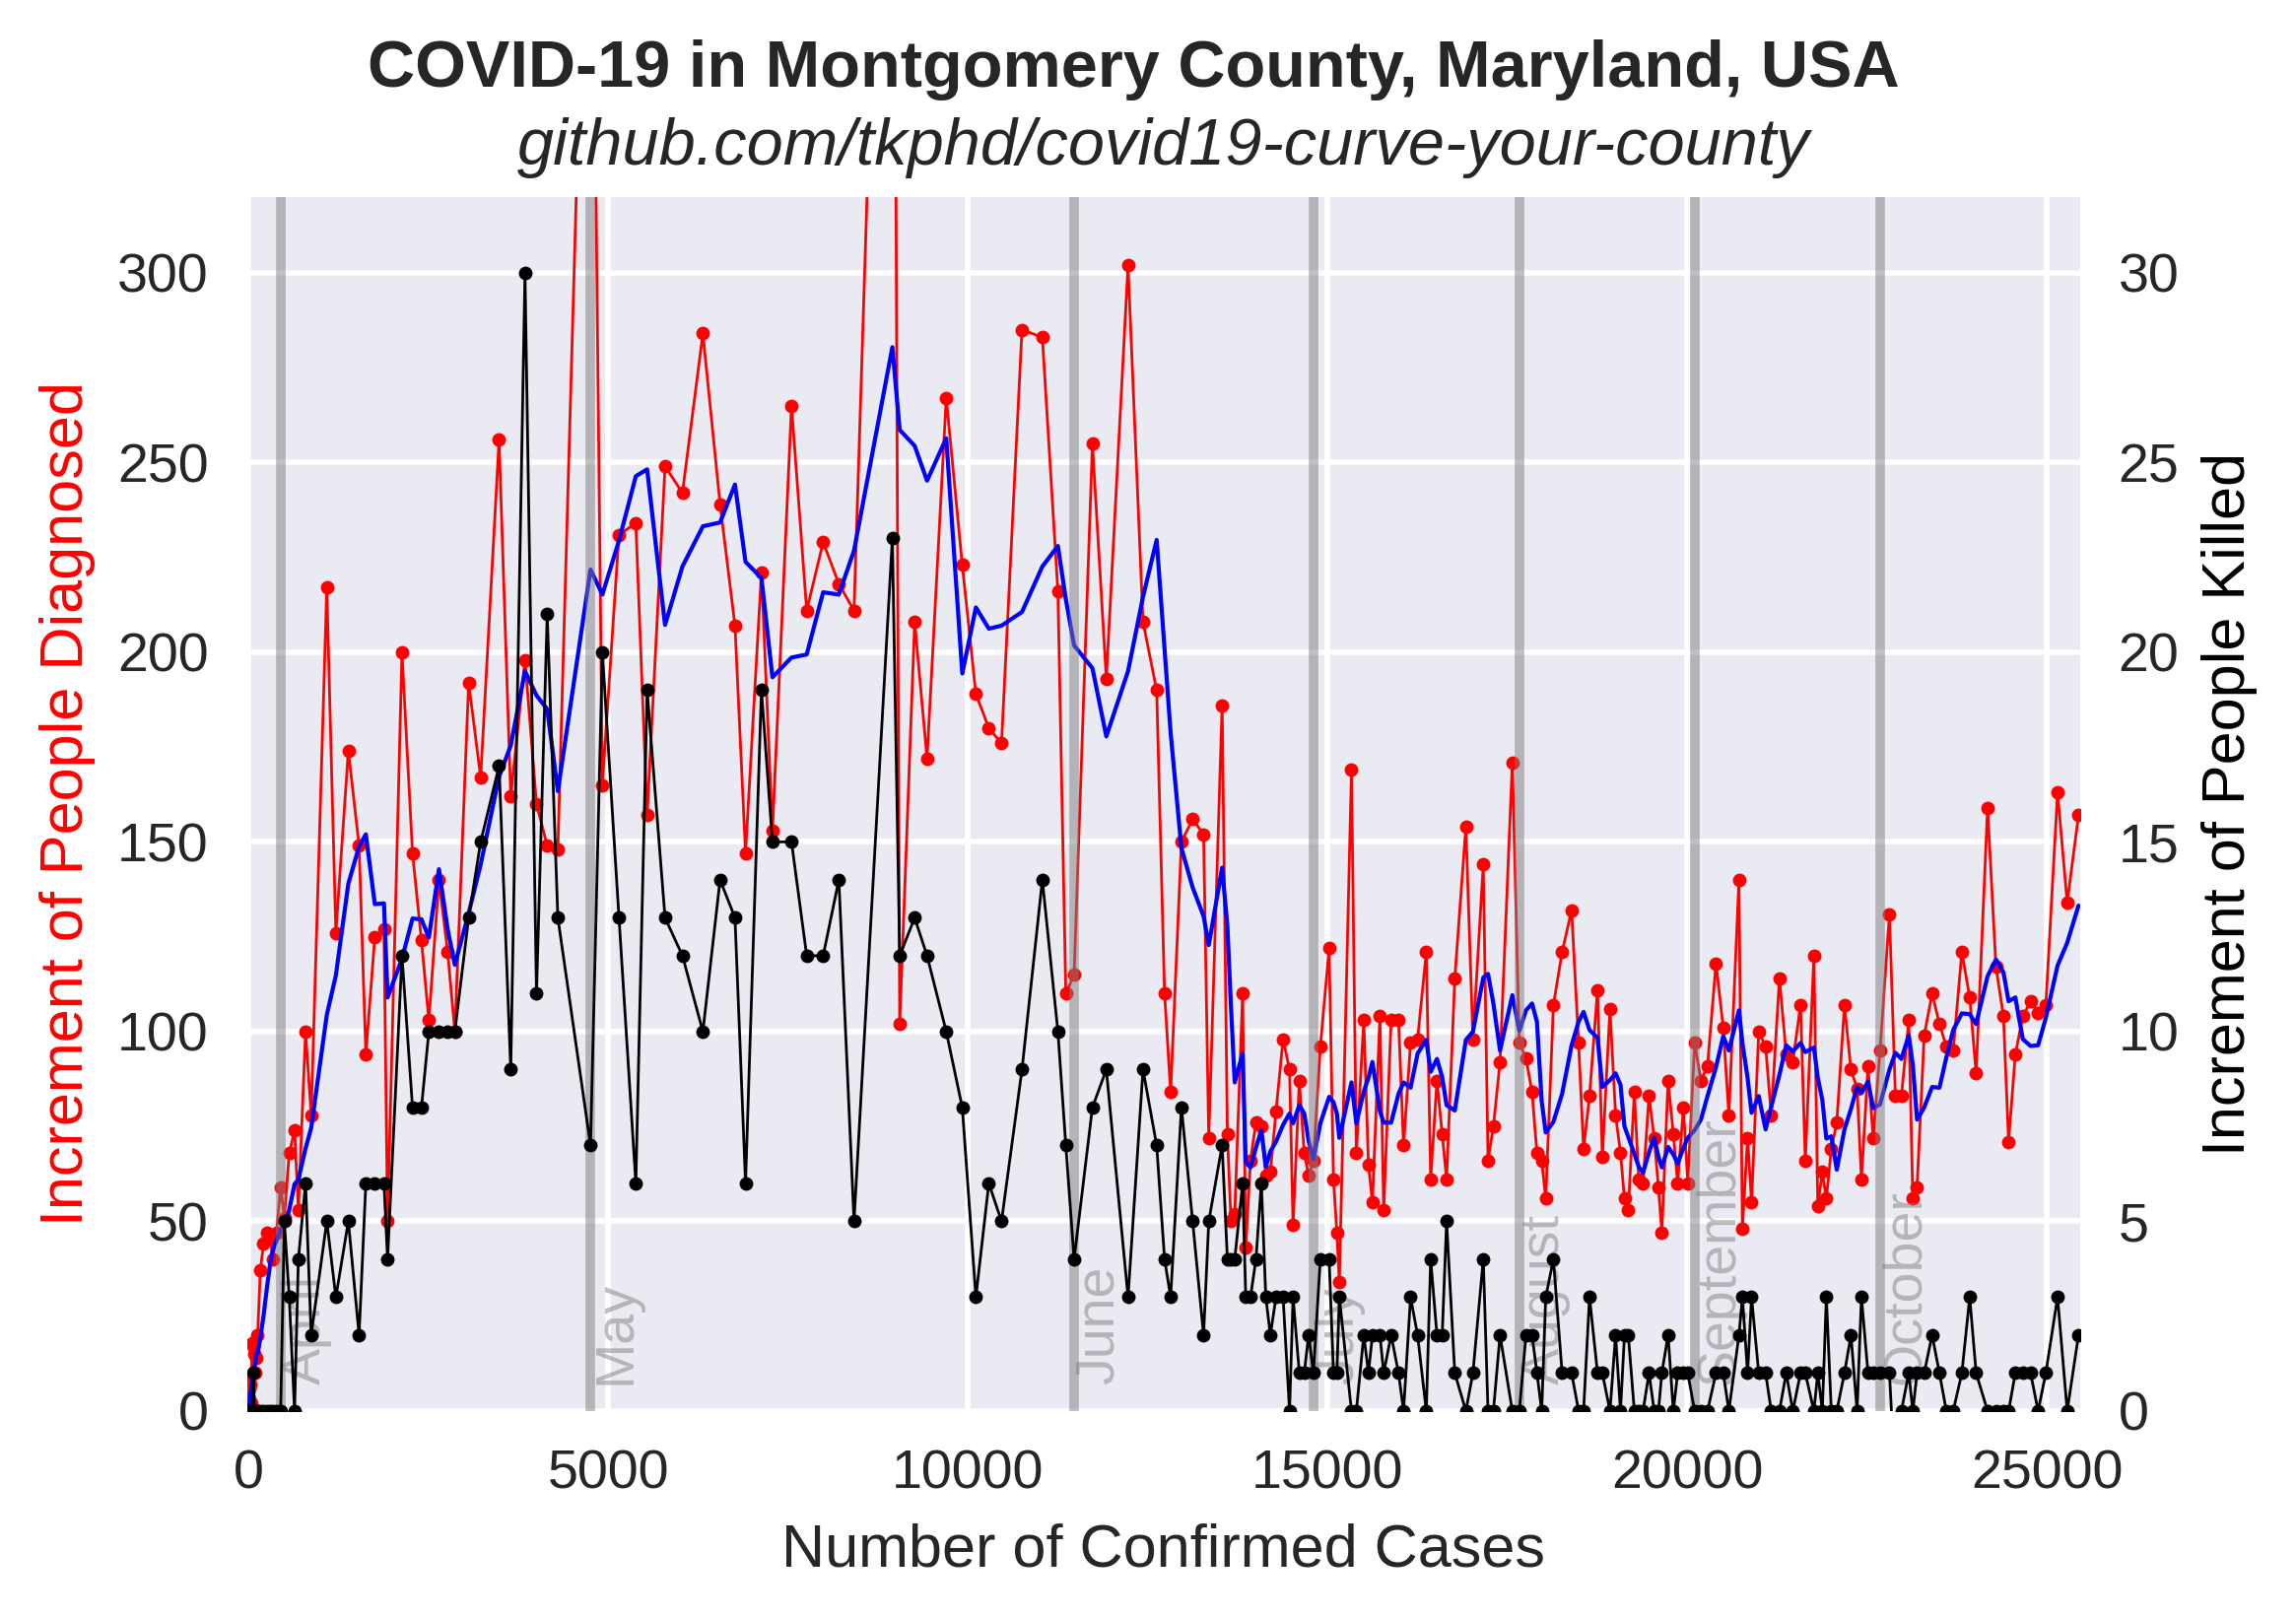 COVID-19 in Montgomery County, Maryland, USA
github.com/tkphd/covid19-curve-your-county
Increment of People Diagnosed
300
250
200
150
100
50
0
30
25
20
15
10
5
0
Increment of People Killed
April
May
June
July
August
September
October
0
5000
10000
15000
20000
25000
Number of Confirmed Cases